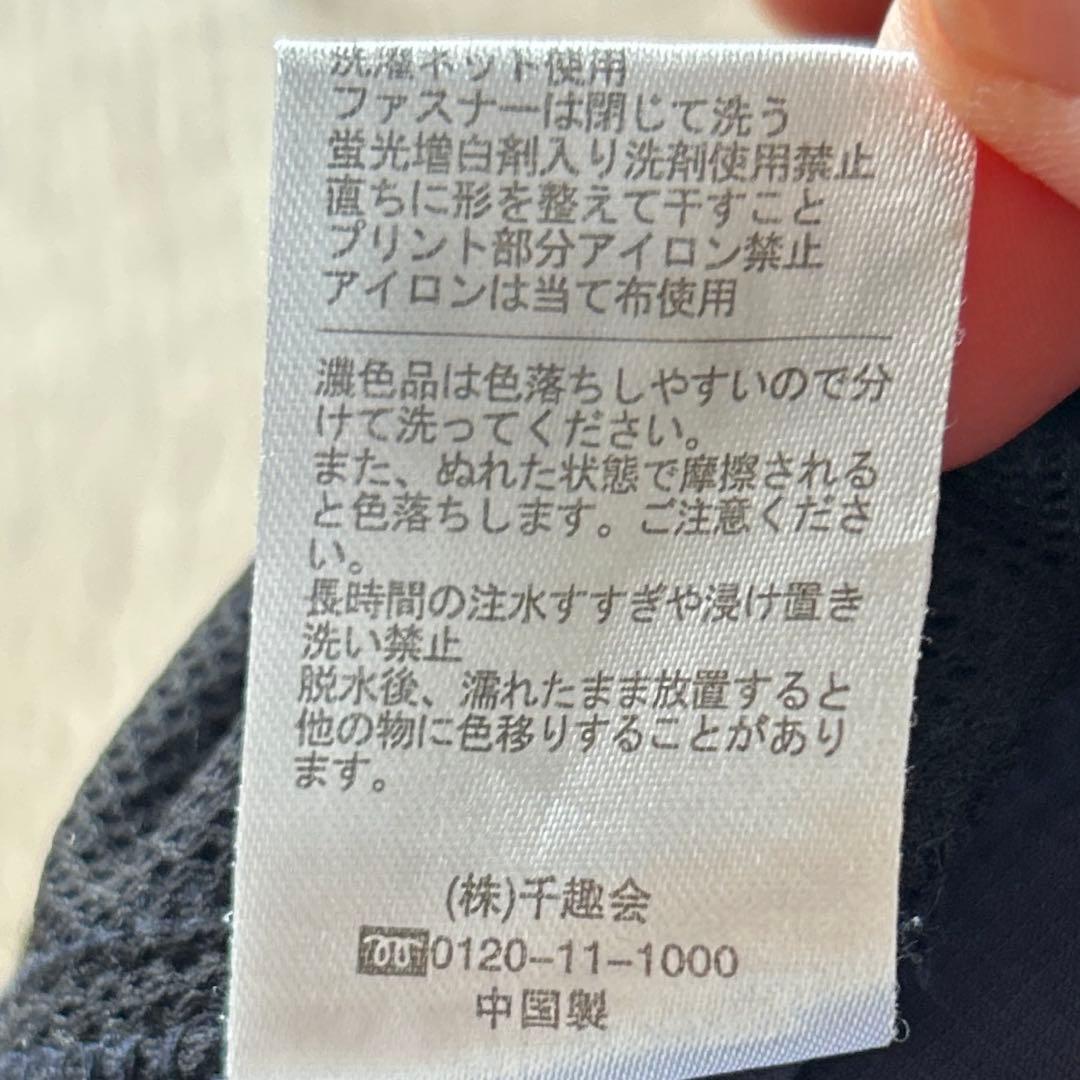 洗濯ネット使用
ファスナーは閉じて洗う
蛍光増白剤入り洗剤使用禁止
直ちに形を整えて干すこと
プリント部分アイロン禁止
アイロンは当て布使用
濃色品は色落ちしやすいので分
けて洗ってください。
また、ぬれた状態で摩擦される
と色落ちします。ご注意くださ
い。
長時間の注水すすぎや浸け置き
洗い禁止
脱水後、濡れたまま放置すると
他の物に色移りすることがあり
ます。
(株)千趣会
0120-11-1000
中国製